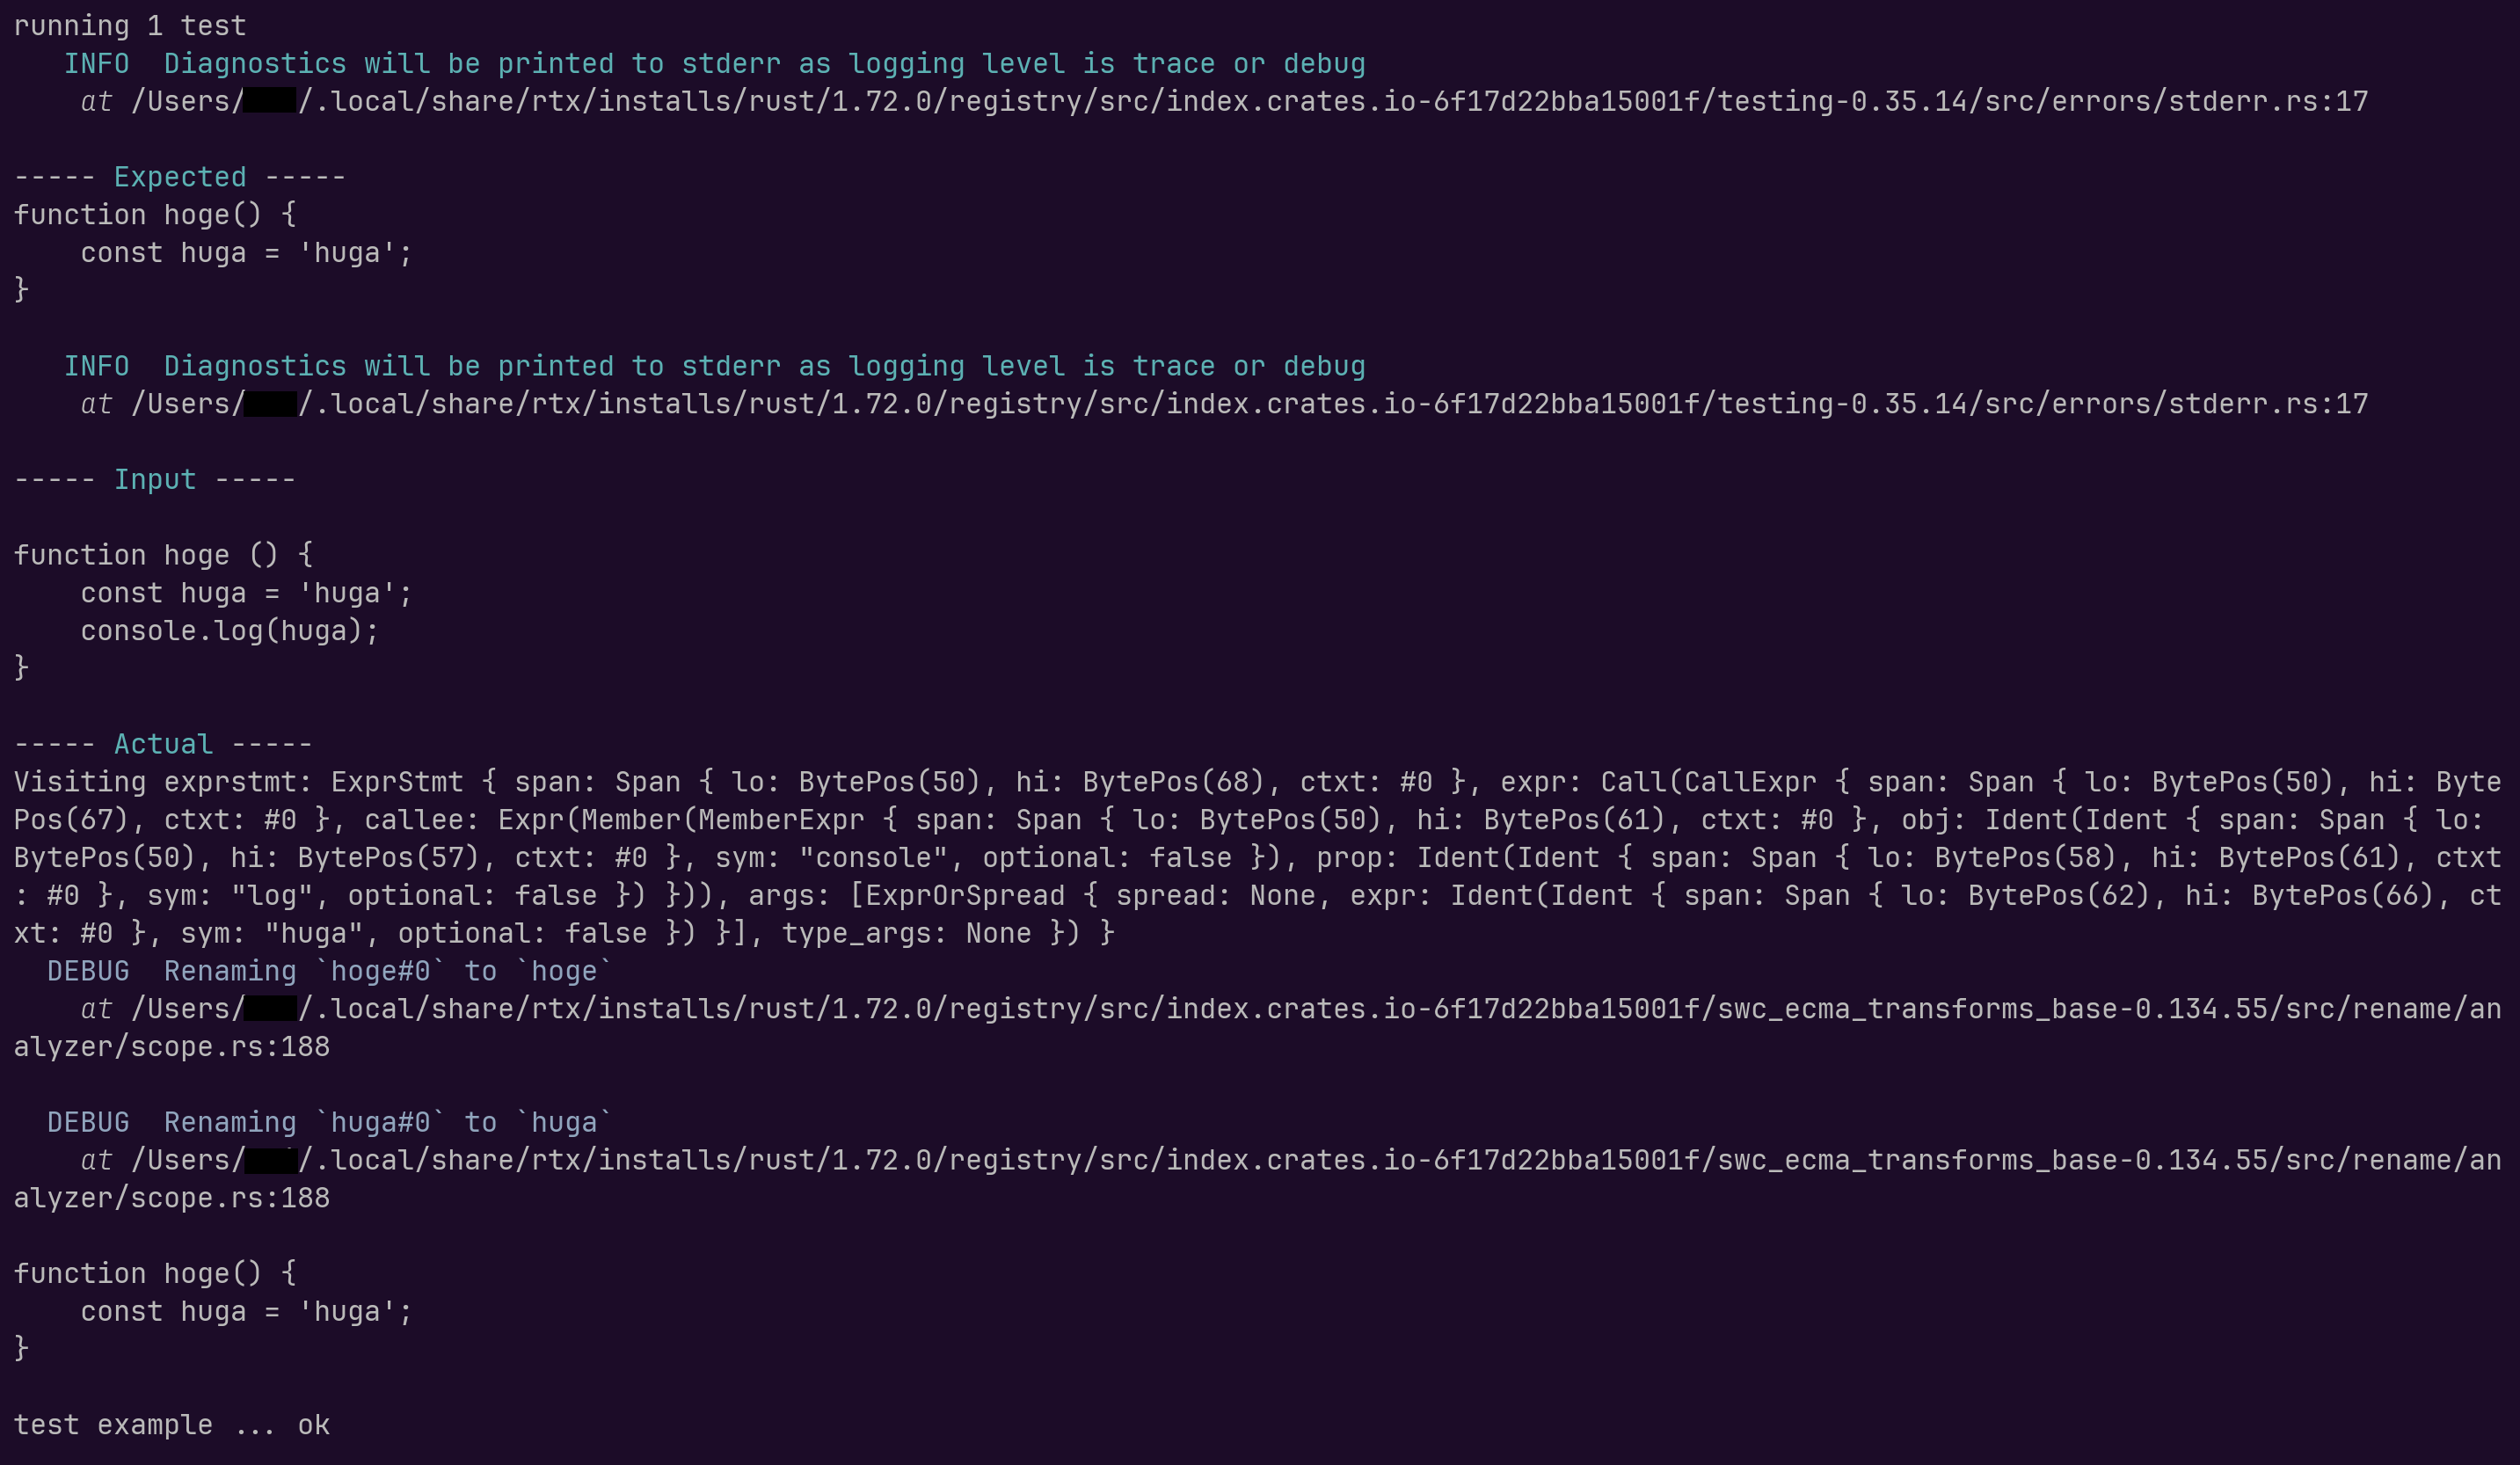 running 1 test
   INFO  Diagnostics will be printed to stderr as logging level is trace or debug
    at /Users/ /.local/share/rtx/installs/rust/1.72.0/registry/src/index.crates.io-6f17d22bba15001f/testing-0.35.14/src/errors/stderr.rs:17

----- Expected -----
function hoge() {
    const huga = 'huga';
}

   INFO  Diagnostics will be printed to stderr as logging level is trace or debug
    at /Users/ /.local/share/rtx/installs/rust/1.72.0/registry/src/index.crates.io-6f17d22bba15001f/testing-0.35.14/src/errors/stderr.rs:17

----- Input -----

function hoge () {
    const huga = 'huga';
    console.log(huga);
}

----- Actual -----
Visiting exprstmt: ExprStmt { span: Span { lo: BytePos(50), hi: BytePos(68), ctxt: #0 }, expr: Call(CallExpr { span: Span { lo: BytePos(50), hi: Byte
Pos(67), ctxt: #0 }, callee: Expr(Member(MemberExpr { span: Span { lo: BytePos(50), hi: BytePos(61), ctxt: #0 }, obj: Ident(Ident { span: Span { lo:
BytePos(50), hi: BytePos(57), ctxt: #0 }, sym: "console", optional: false }), prop: Ident(Ident { span: Span { lo: BytePos(58), hi: BytePos(61), ctxt
: #0 }, sym: "log", optional: false }) })), args: [ExprOrSpread { spread: None, expr: Ident(Ident { span: Span { lo: BytePos(62), hi: BytePos(66), ct
xt: #0 }, sym: "huga", optional: false }) }], type_args: None }) }
  DEBUG  Renaming `hoge#0` to `hoge`
    at /Users/ /.local/share/rtx/installs/rust/1.72.0/registry/src/index.crates.io-6f17d22bba15001f/swc_ecma_transforms_base-0.134.55/src/rename/an
alyzer/scope.rs:188

  DEBUG  Renaming `huga#0` to `huga`
    at /Users/ /.local/share/rtx/installs/rust/1.72.0/registry/src/index.crates.io-6f17d22bba15001f/swc_ecma_transforms_base-0.134.55/src/rename/an
alyzer/scope.rs:188

function hoge() {
    const huga = 'huga';
}

test example ... ok